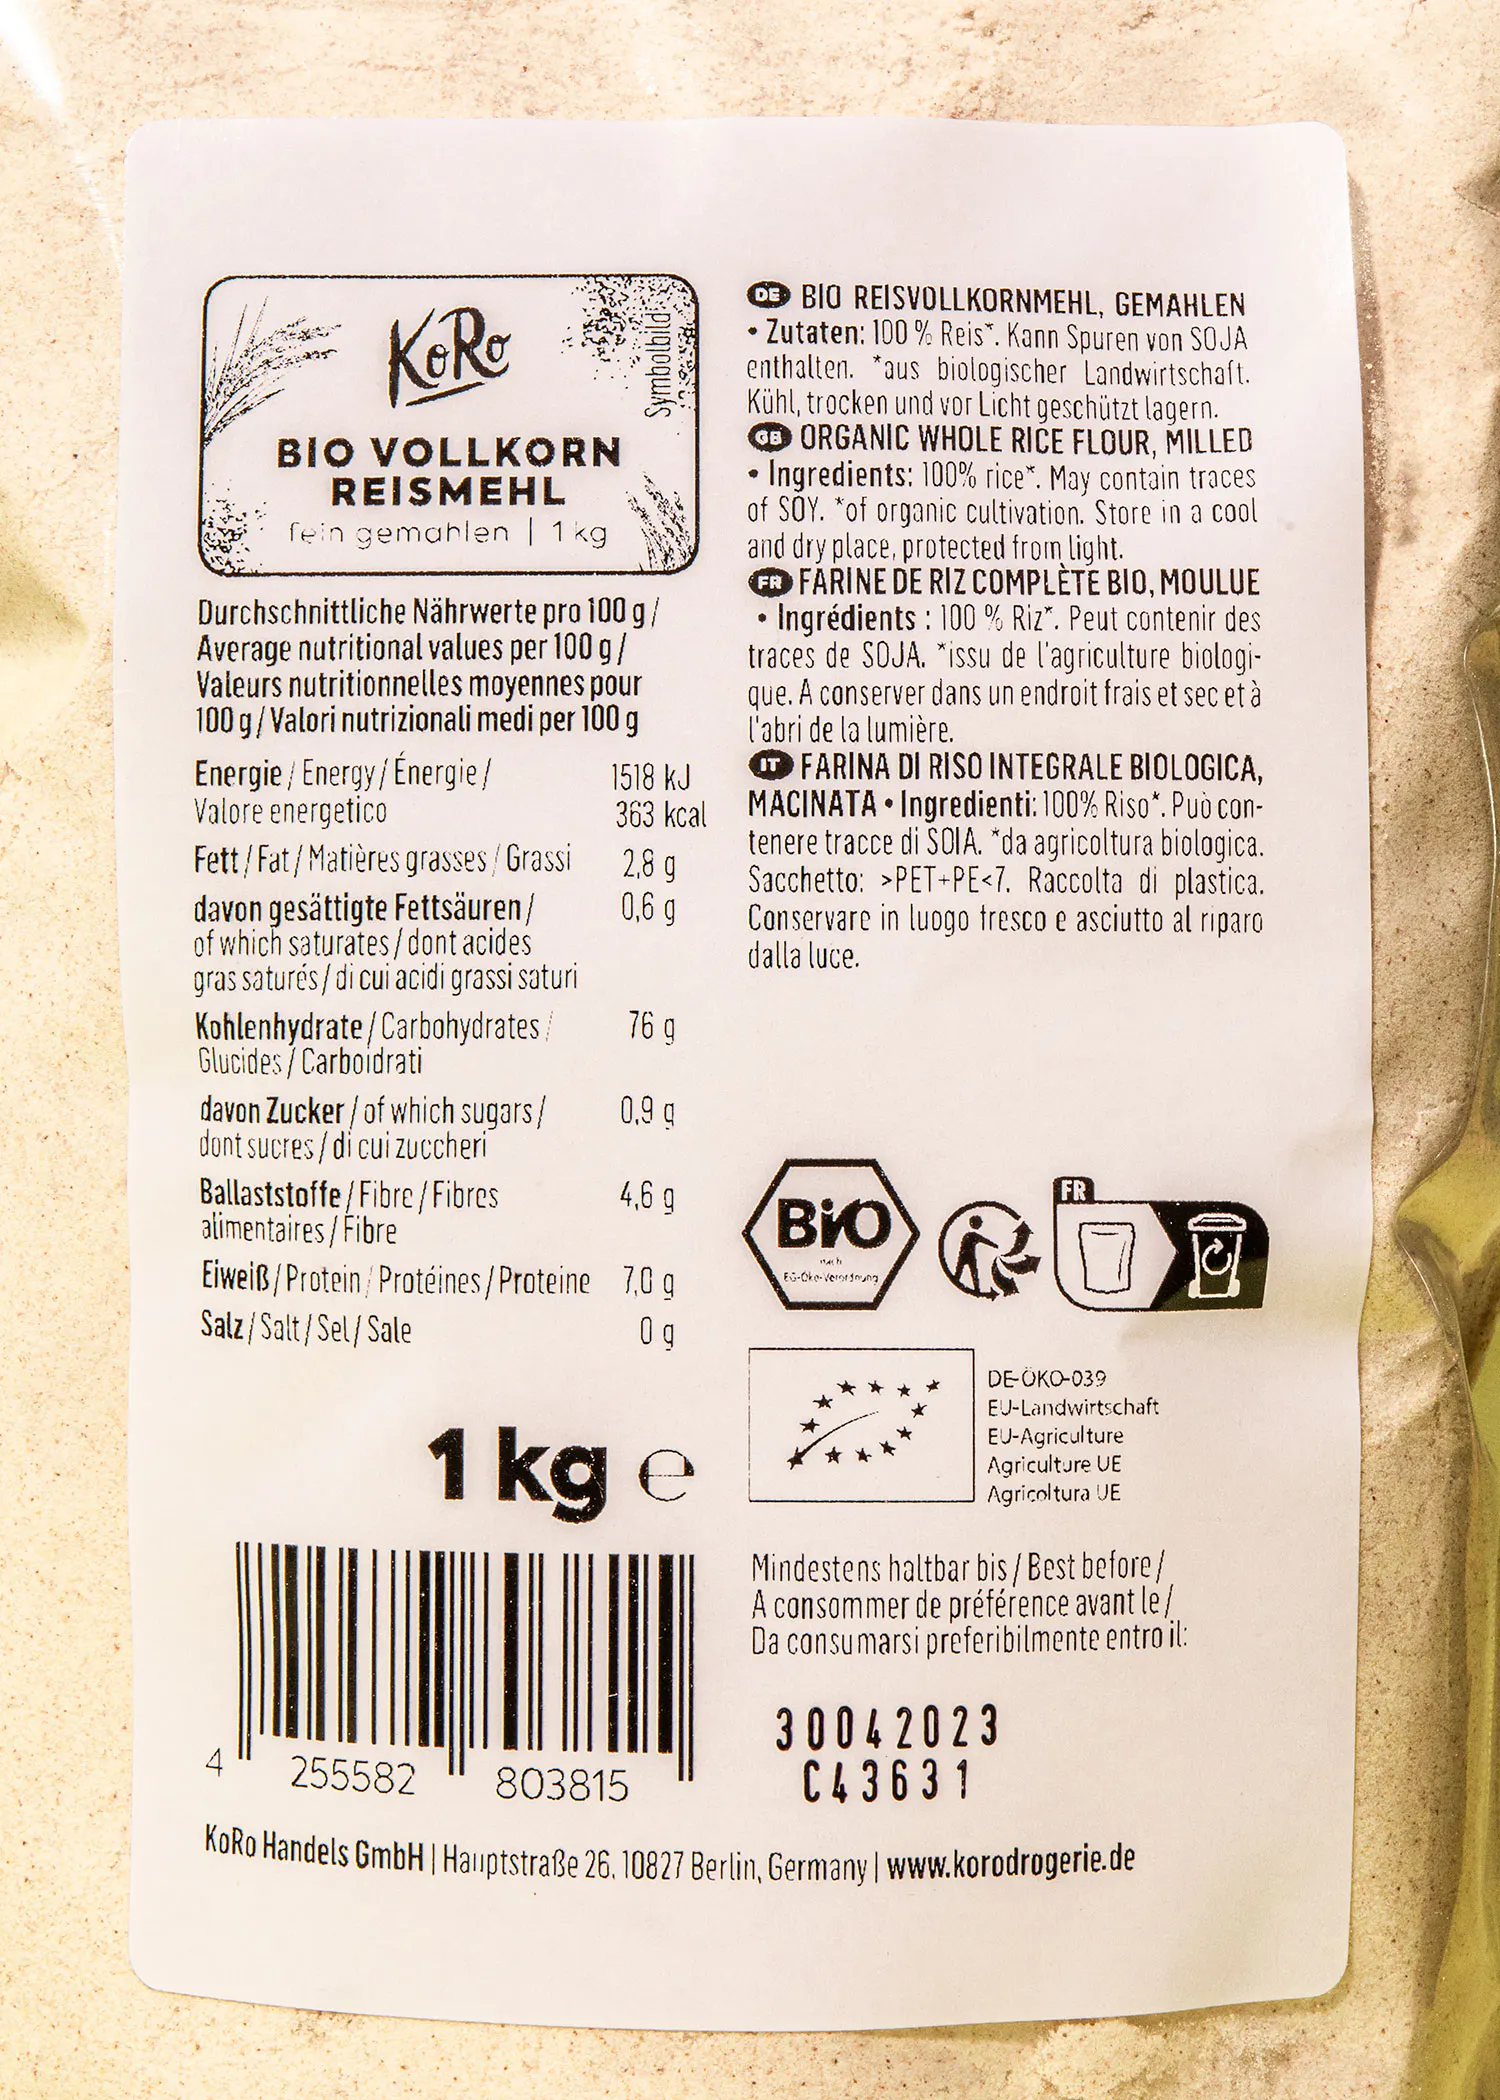 KoRo
Symbolbild
BIO VOLLKORN
REISMEHL
fein gemahlen | 1 kg
Durchschnittliche Nährwerte pro 100 g /
Average nutritional values per 100 g /
Valeurs nutritionnelles moyennes pour
100 g / Valori nutrizionali medi per 100 g
Energie / Energy / Énergie / 1518 kJ
Valore energetico 363 kcal
Fett / Fat / Matières grasses / Grassi 2,8 g
davon gesättigte Fettsäuren / 0,6 g
of which saturates / dont acides
gras saturés / di cui acidi grassi saturi
Kohlenhydrate / Carbohydrates / 76 g
Glucides / Carboidrati
davon Zucker / of which sugars / 0,9 g
dont sucres / di cui zuccheri
Ballaststoffe / Fibre / Fibres 4,6 g
alimentaires / Fibre
Eiweiß / Protein / Protéines / Proteine 7,0 g
Salz / Salt / Sel / Sale 0 g
1 kg e
4 255582 803815
DE BIO REISVOLLKORNMEHL, GEMAHLEN
• Zutaten: 100 % Reis*. Kann Spuren von SOJA
enthalten. *aus biologischer Landwirtschaft.
Kühl, trocken und vor Licht geschützt lagern.
GB ORGANIC WHOLE RICE FLOUR, MILLED
• Ingredients: 100% rice*. May contain traces
of SOY. *of organic cultivation. Store in a cool
and dry place, protected from light.
FR FARINE DE RIZ COMPLÈTE BIO, MOULUE
• Ingrédients : 100 % Riz*. Peut contenir des
traces de SOJA. *issu de l'agriculture biologi-
que. A conserver dans un endroit frais et sec et à
l'abri de la lumière.
IT FARINA DI RISO INTEGRALE BIOLOGICA,
MACINATA • Ingredienti: 100% Riso*. Può con-
tenere tracce di SOIA. *da agricoltura biologica.
Sacchetto: >PET+PE<7. Raccolta di plastica.
Conservare in luogo fresco e asciutto al riparo
dalla luce.
Bio
nach
EG-Öko-Verordnung
FR
DE-ÖKO-039
EU-Landwirtschaft
EU-Agriculture
Agriculture UE
Agricoltura UE
Mindestens haltbar bis / Best before /
A consommer de préférence avant le /
Da consumarsi preferibilmente entro il:
30042023
C43631
KoRo Handels GmbH | Hauptstraße 26, 10827 Berlin, Germany | www.korodrogerie.de